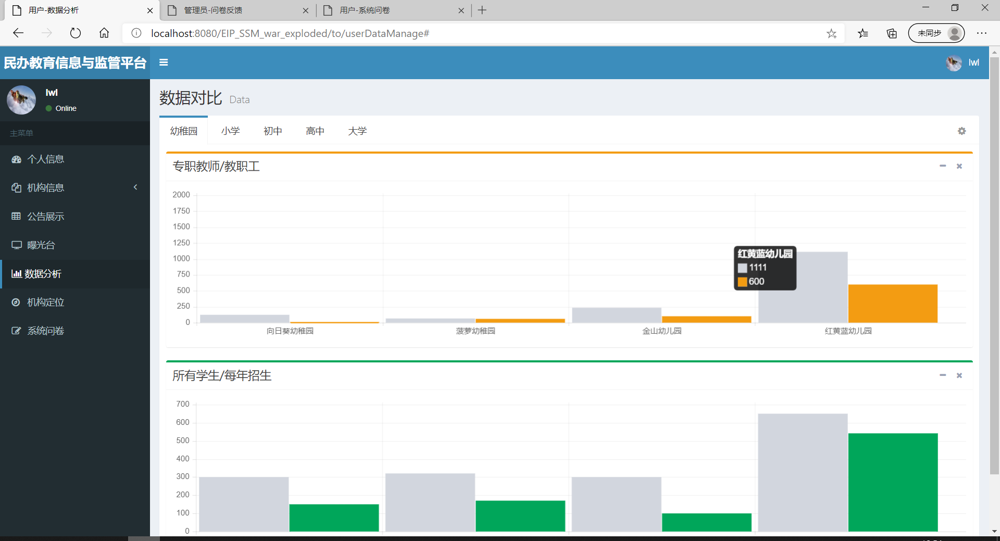 用户-数据分析
管理员-问卷反馈
用户-系统问卷
localhost:8080/EIP_SSM_war_exploded/to/userDataManage#
未同步
民办教育信息与监管平台
lwl
lwl
Online
主菜单
个人信息
机构信息
公告展示
曝光台
数据分析
机构定位
系统问卷
数据对比 Data
幼稚园 小学 初中 高中 大学
专职教师/教职工
2000
1750
1500
1250
1000
750
500
250
0
红黄蓝幼儿园
1111
600
向日葵幼稚园 菠萝幼稚园 金山幼儿园 红黄蓝幼儿园
所有学生/每年招生
700
600
500
400
300
200
100
0